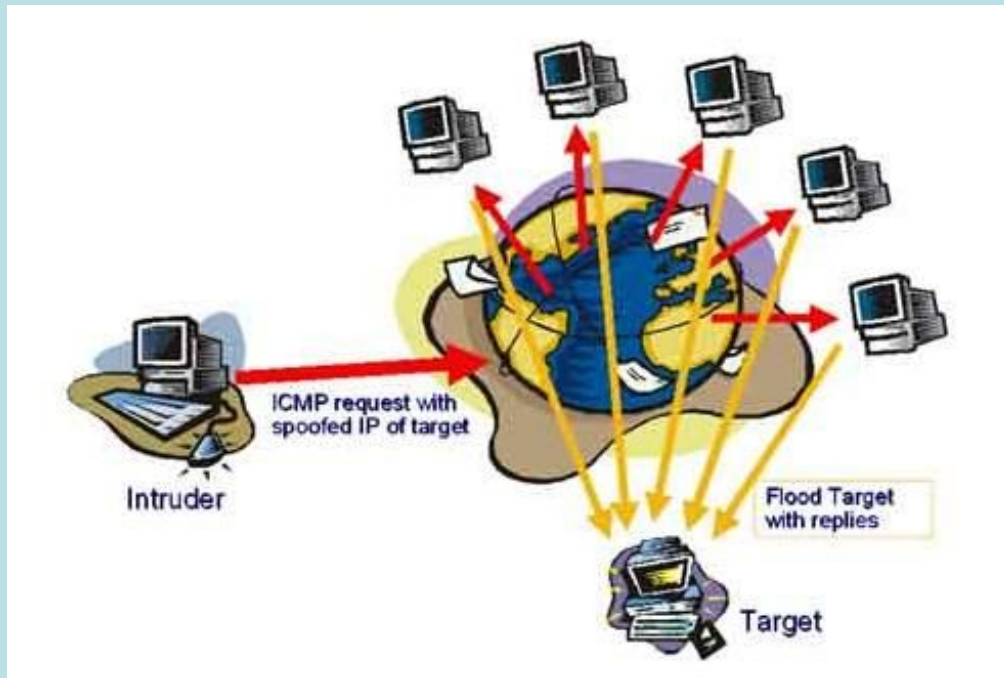 ICMP request with
spoofed IP of target
Intruder
Flood Target
with replies
Target